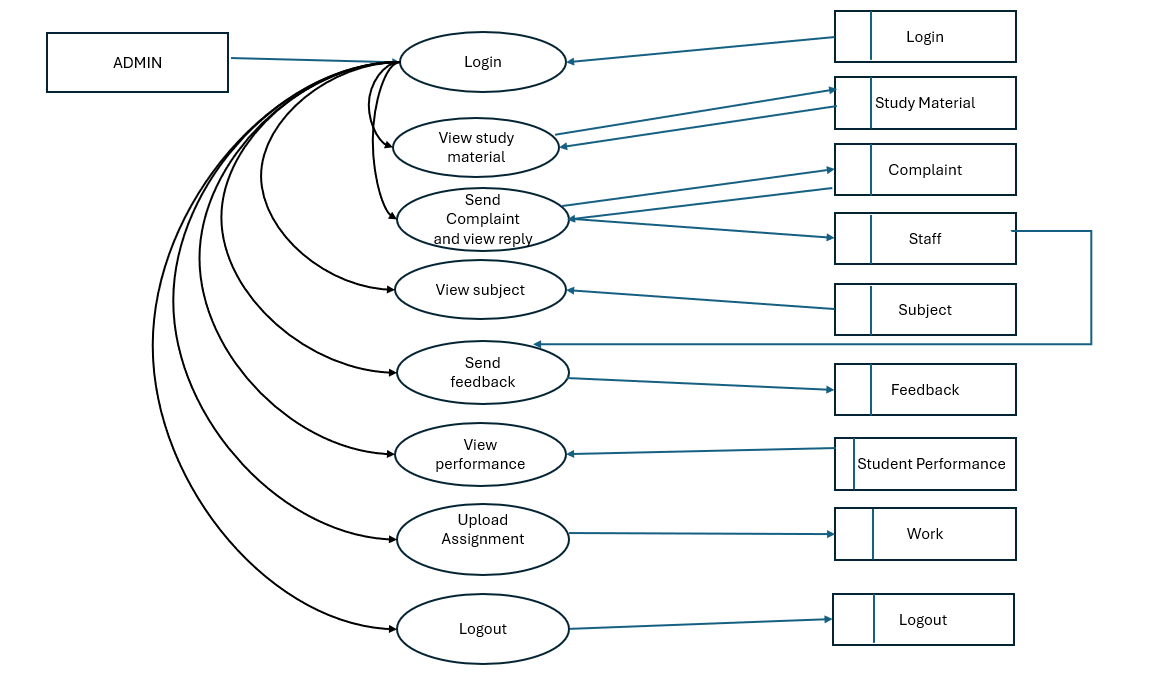 ADMIN
Login
Login
View study
material
Study Material
Send
Complaint
and view reply
Complaint
Staff
View subject
Subject
Send
feedback
Feedback
View
performance
Student Performance
Upload
Assignment
Work
Logout
Logout